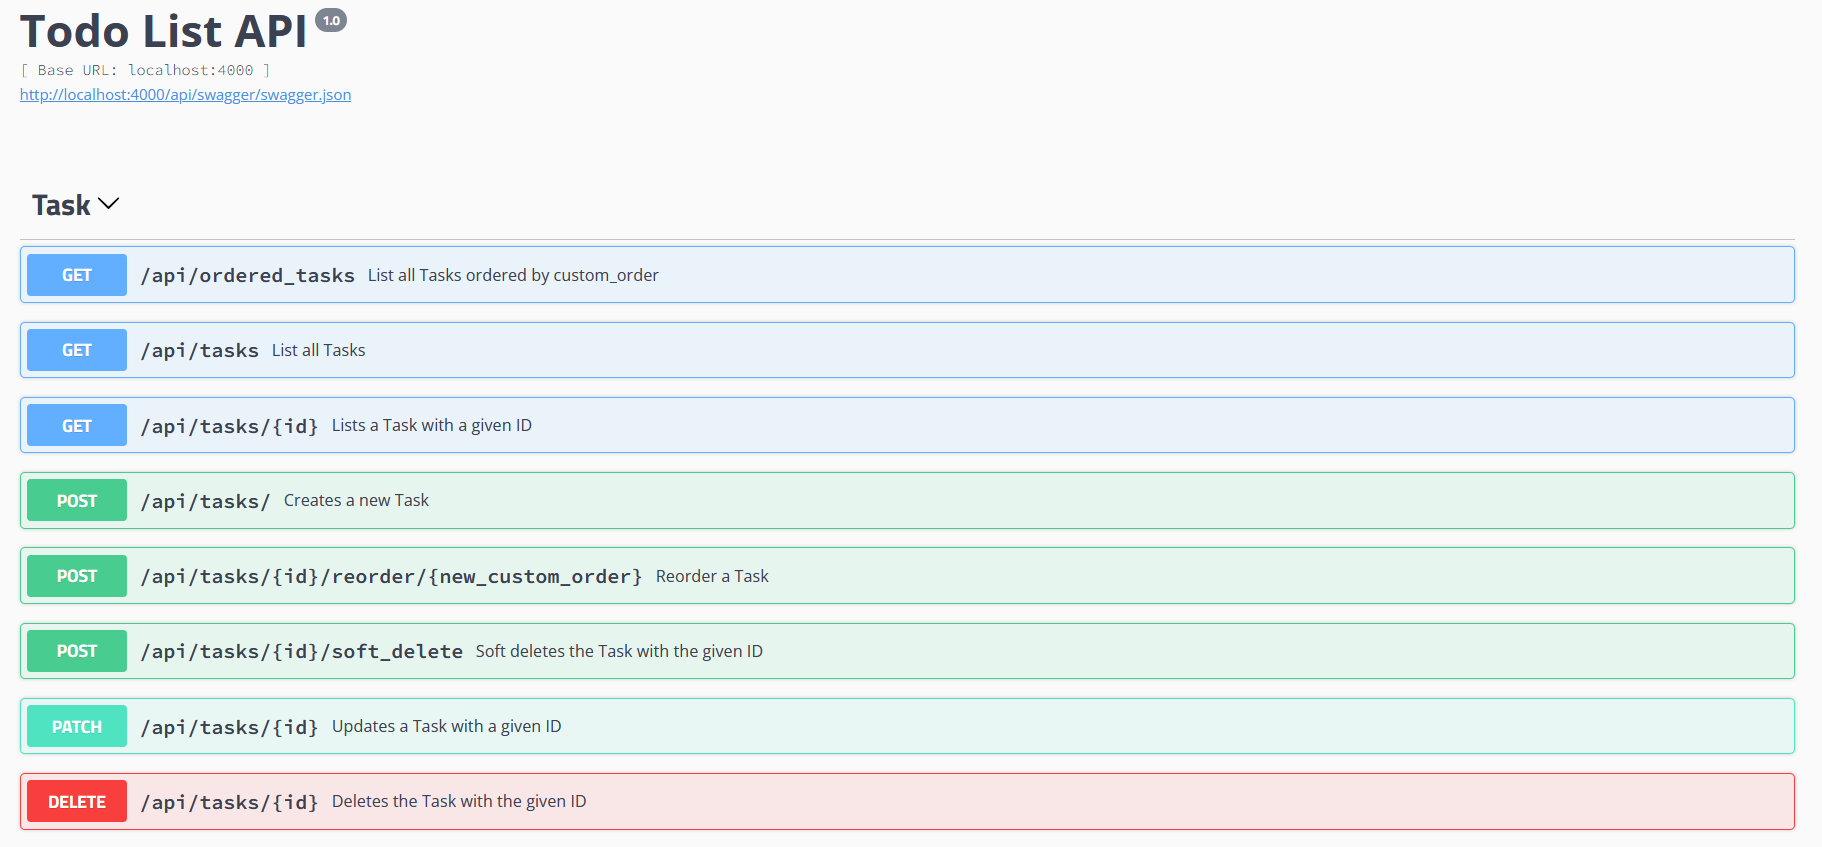 Todo List API 1.0
[ Base URL: localhost:4000 ]
http://localhost:4000/api/swagger/swagger.json
Task
GET /api/ordered_tasks List all Tasks ordered by custom_order
GET /api/tasks List all Tasks
GET /api/tasks/{id} Lists a Task with a given ID
POST /api/tasks/ Creates a new Task
POST /api/tasks/{id}/reorder/{new_custom_order} Reorder a Task
POST /api/tasks/{id}/soft_delete Soft deletes the Task with the given ID
PATCH /api/tasks/{id} Updates a Task with a given ID
DELETE /api/tasks/{id} Deletes the Task with the given ID